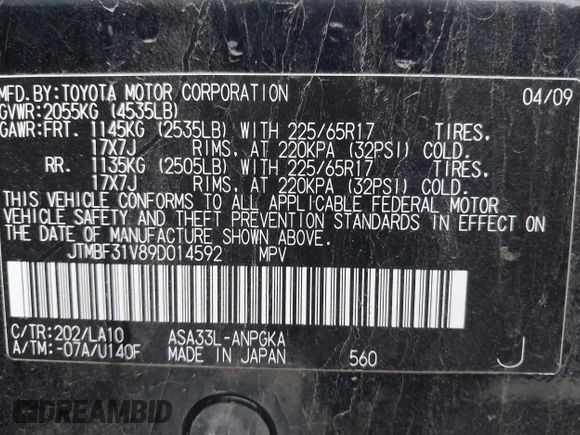 MFD.BY:TOYOTA MOTOR CORPORATION 04/09
GVWR:2055KG (4535LB)
GAWR:FRT. 1145KG (2535LB) WITH 225/65R17 TIRES.
17X7J RIMS. AT 220KPA (32PSI) COLD.
RR. 1135KG (2505LB) WITH 225/65R17 TIRES.
17X7J RIMS. AT 220KPA (32PSI) COLD.
THIS VEHICLE CONFORMS TO ALL APPLICABLE FEDERAL MOTOR
VEHICLE SAFETY AND THEFT PREVENTION STANDARDS IN EFFECT ON
THE DATE OF MANUFACTURE SHOWN ABOVE.
JTMBF31V89D014592 MPV
C/TR:202/LA10 ASA33L-ANPGKA
A/TM:-07A/U140F MADE IN JAPAN 560 J
DREAMBID